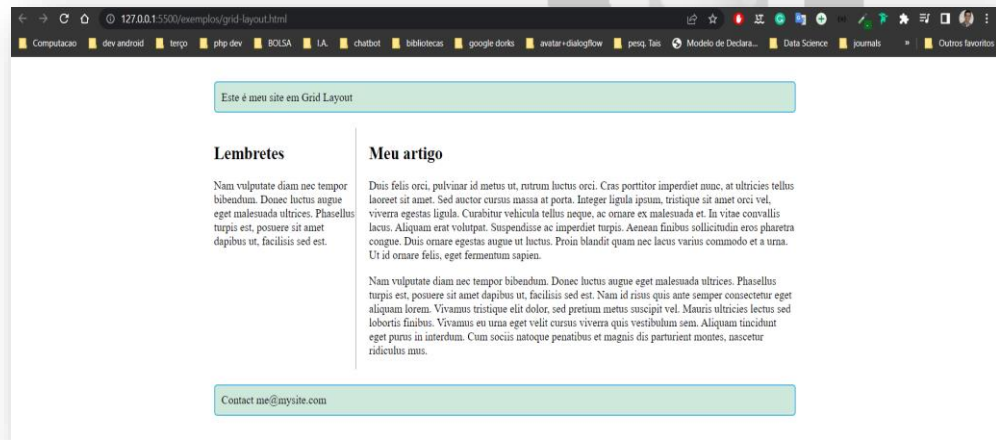 127.0.0.1:5500/exemplos/grid-layout.html
Computacao dev android terço php dev BOLSA I.A. chatbot bibliotecas google dorks avatar+dialogflow pesq. Tais Modelo de Declara... Data Science journals » Outros favoritos
Este é meu site em Grid Layout
Lembretes
Nam vulputate diam nec tempor
bibendum. Donec luctus augue
eget malesuada ultrices. Phasellus
turpis est, posuere sit amet
dapibus ut, facilisis sed est.
Meu artigo
Duis felis orci, pulvinar id metus ut, rutrum luctus orci. Cras porttitor imperdiet nunc, at ultricies tellus
laoreet sit amet. Sed auctor cursus massa at porta. Integer ligula ipsum, tristique sit amet orci vel,
viverra egestas ligula. Curabitur vehicula tellus neque, ac ornare ex malesuada et. In vitae convallis
lacus. Aliquam erat volutpat. Suspendisse ac imperdiet turpis. Aenean finibus sollicitudin eros pharetra
congue. Duis ornare egestas augue ut luctus. Proin blandit quam nec lacus varius commodo et a urna.
Ut id ornare felis, eget fermentum sapien.
Nam vulputate diam nec tempor bibendum. Donec luctus augue eget malesuada ultrices. Phasellus
turpis est, posuere sit amet dapibus ut, facilisis sed est. Nam id risus quis ante semper consectetur eget
aliquam lorem. Vivamus tristique elit dolor, sed pretium metus suscipit vel. Mauris ultricies lectus sed
lobortis finibus. Vivamus eu urna eget velit cursus viverra quis vestibulum sem. Aliquam tincidunt
eget purus in interdum. Cum sociis natoque penatibus et magnis dis parturient montes, nascetur
ridiculus mus.
Contact me@mysite.com